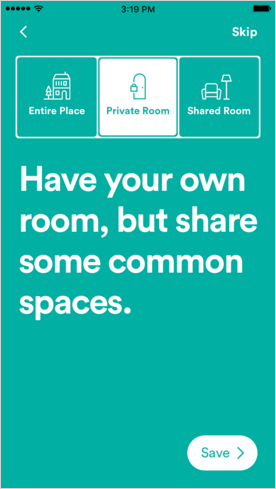 3:19 PM
Skip
Entire Place
Private Room
Shared Room
Have your own
room, but share
some common
spaces.
Save